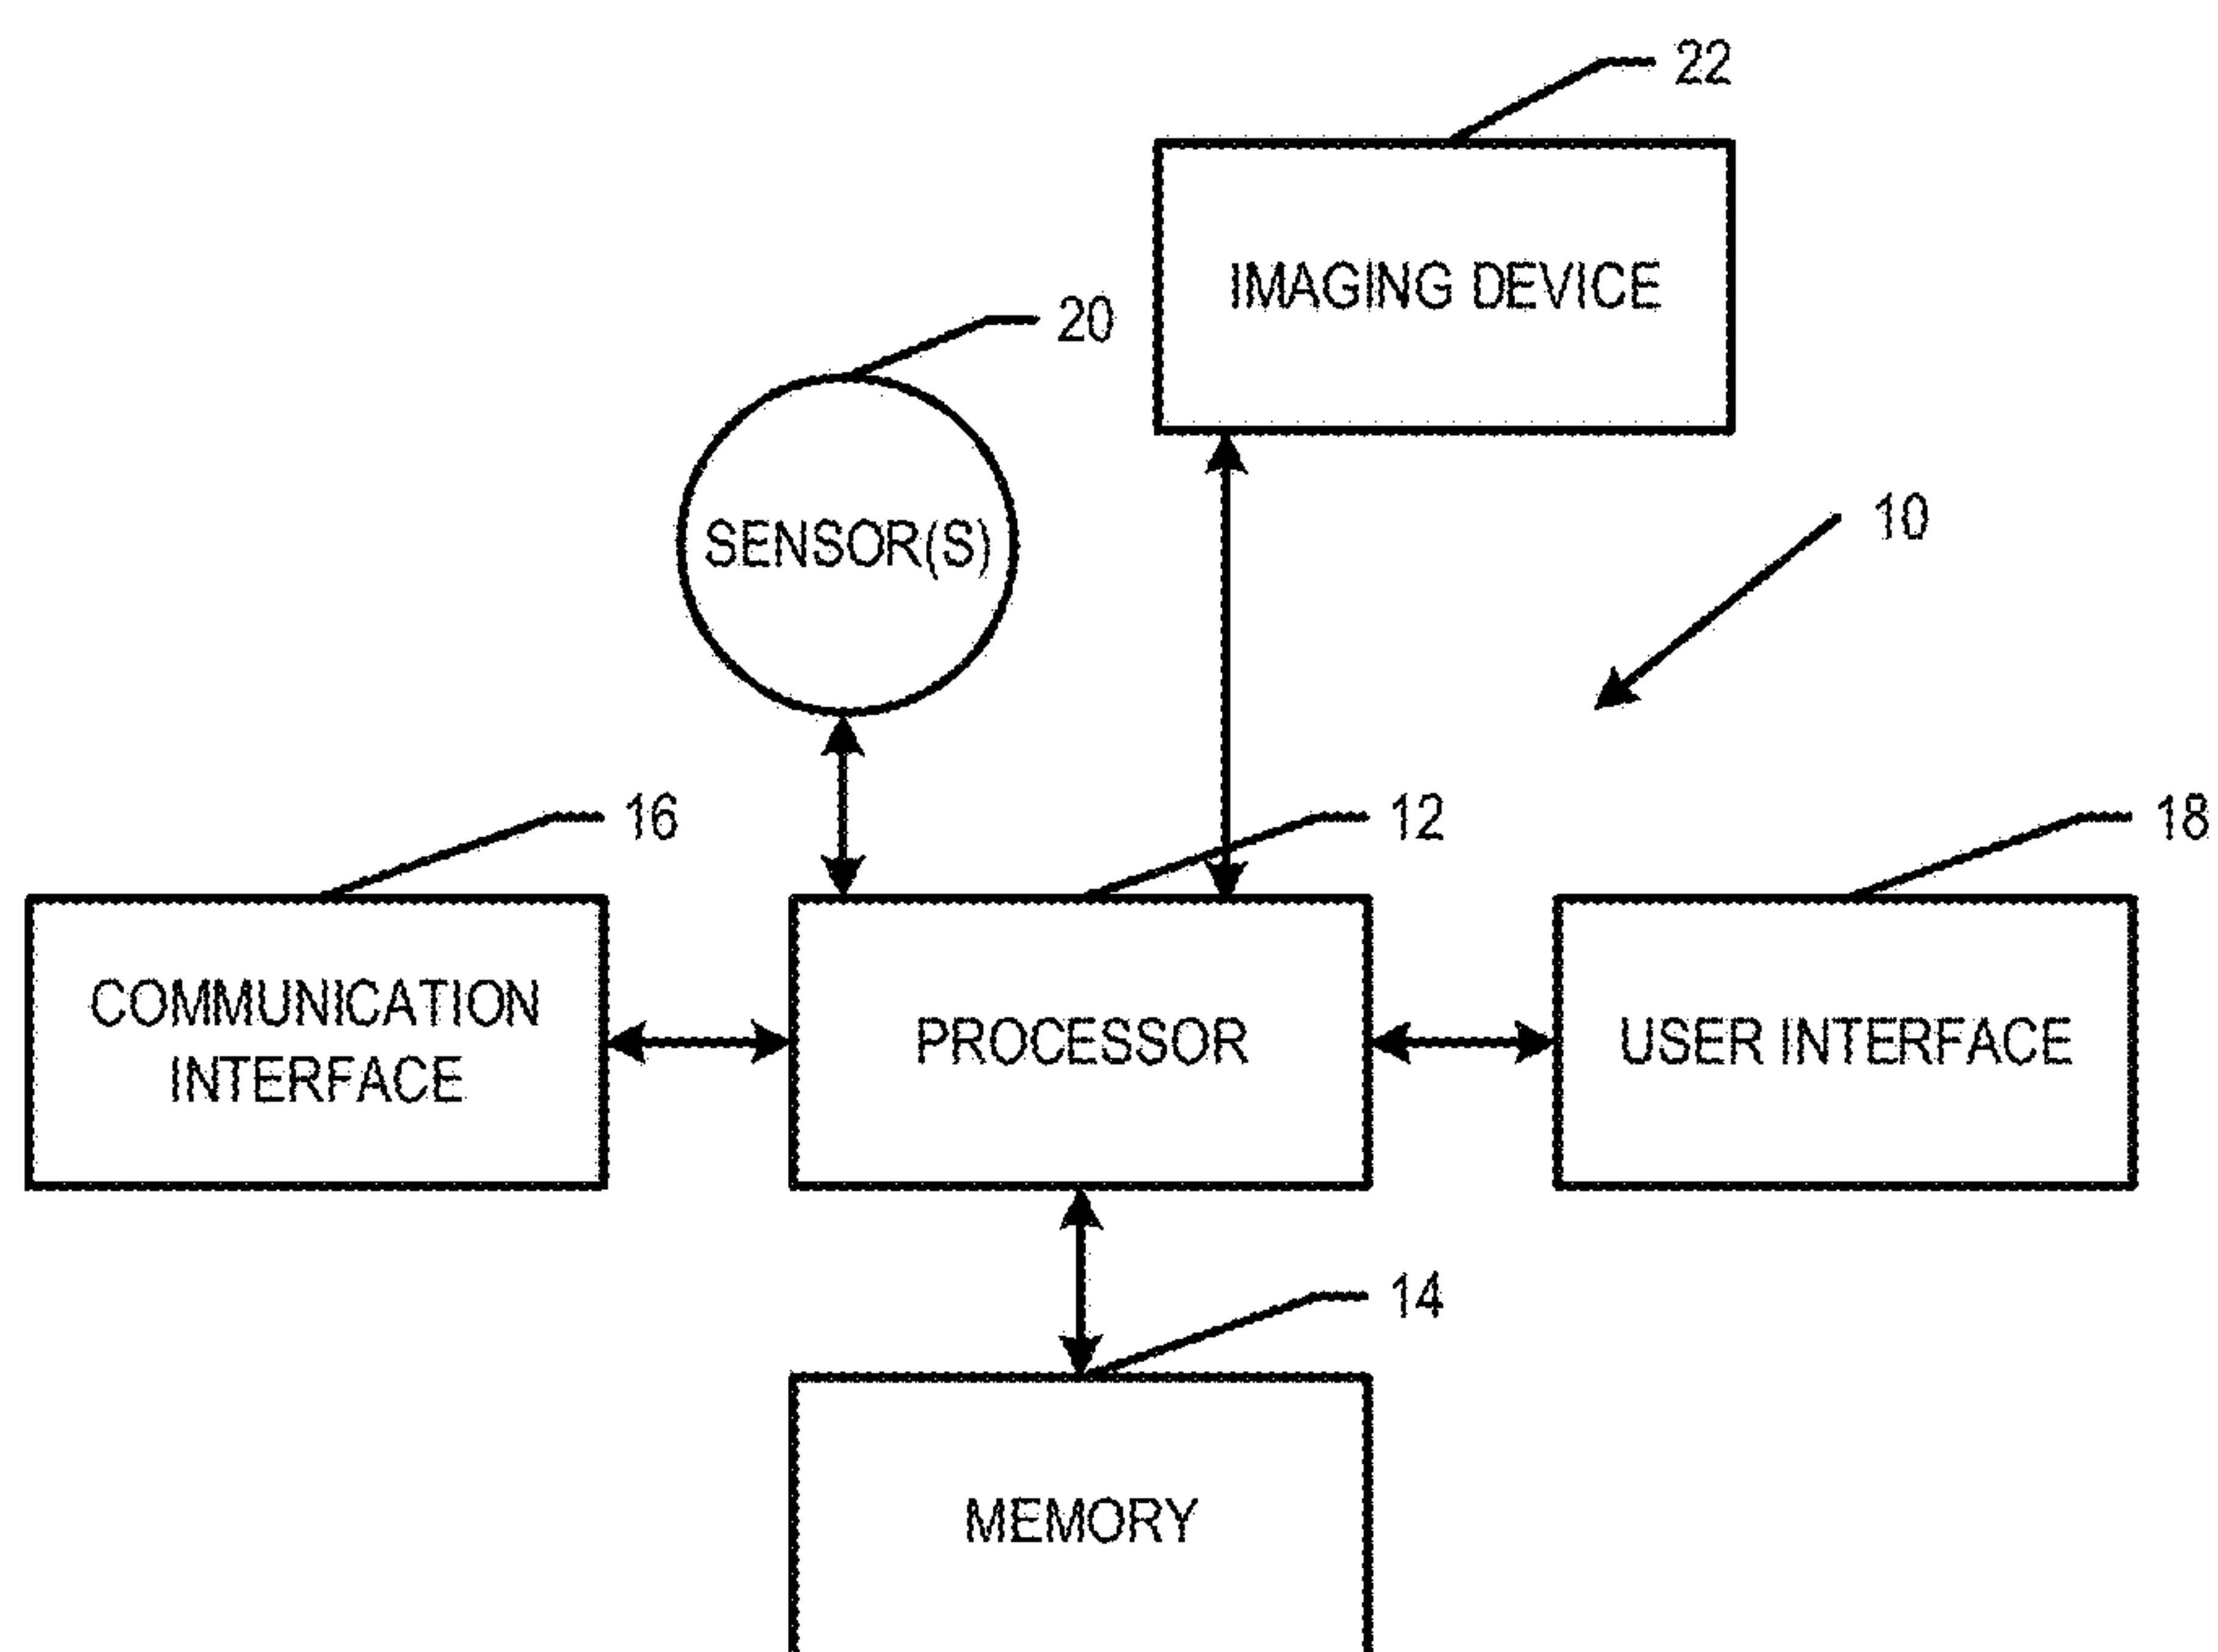 22
IMAGING DEVICE
20
SENSOR(S)
10
16
12
18
COMMUNICATION
INTERFACE
PROCESSOR
USER INTERFACE
14
MEMORY